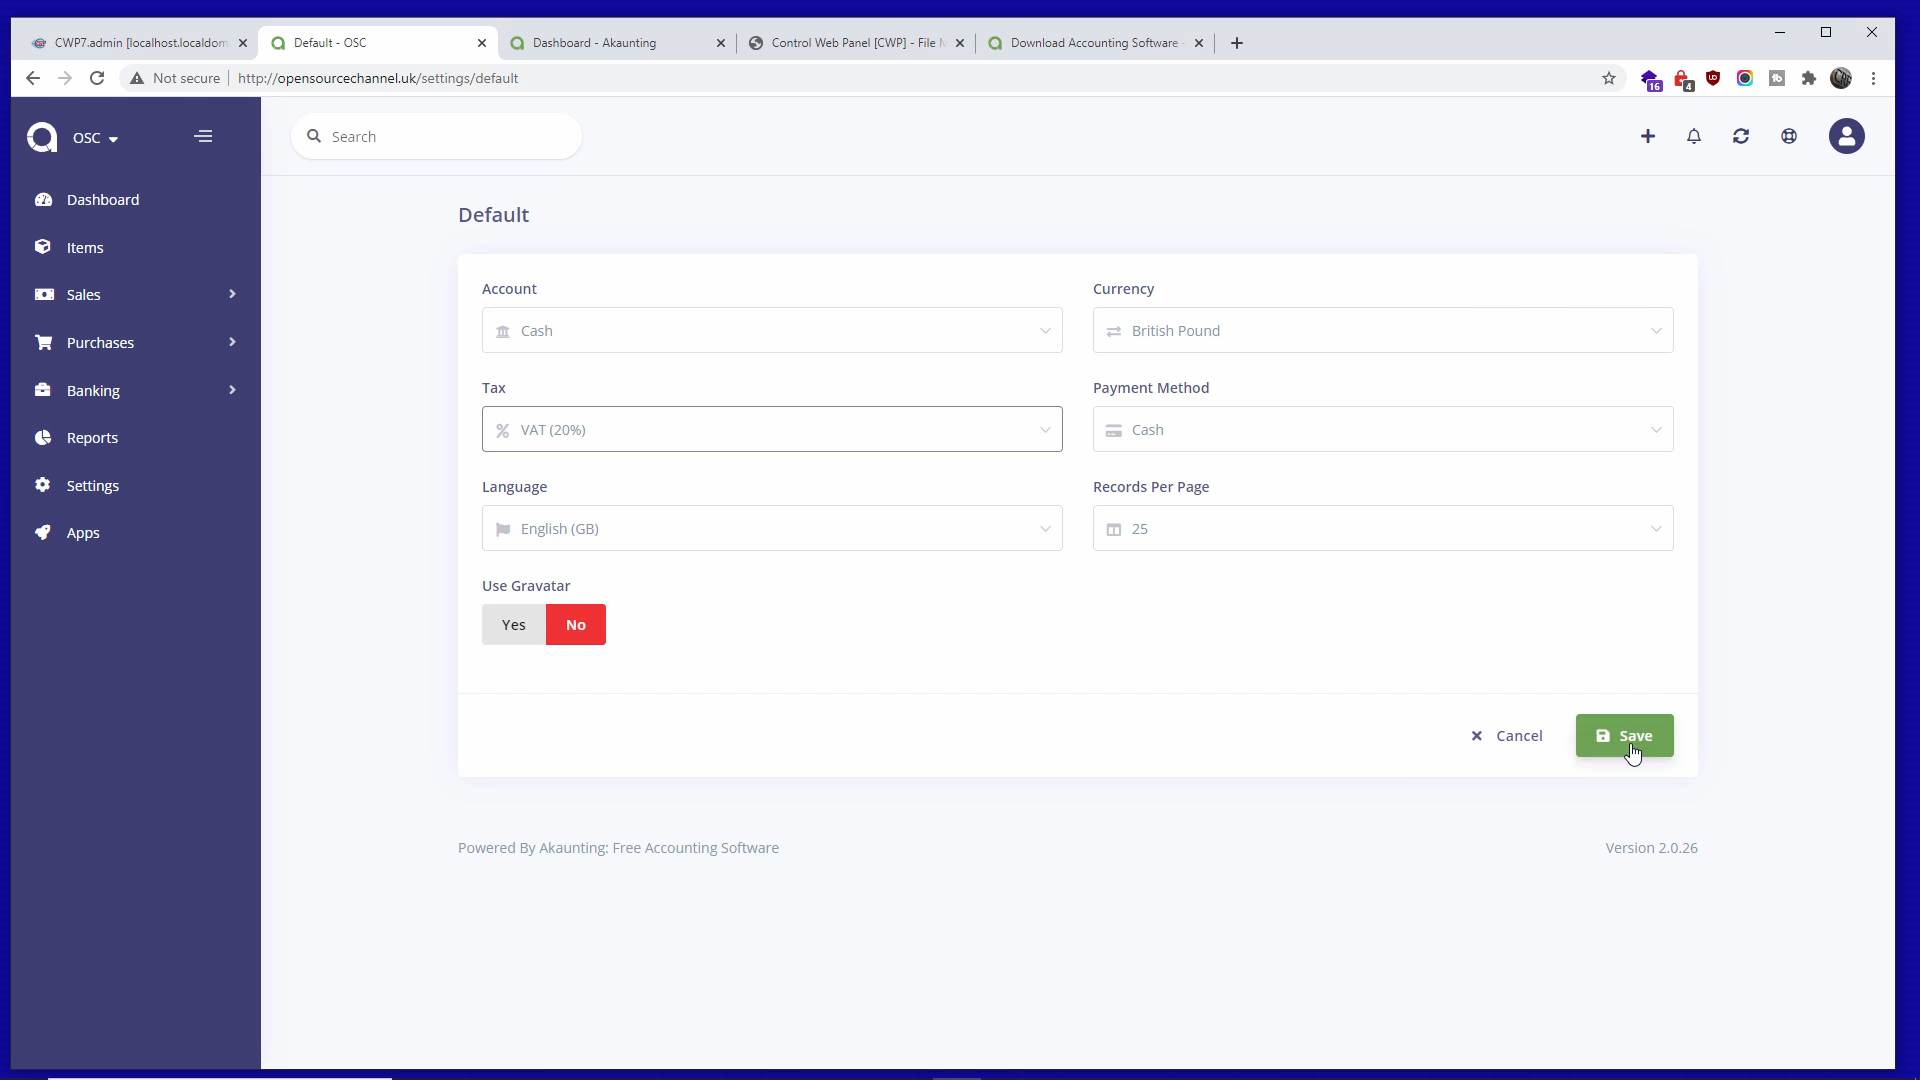 CWP7.admin [localhost.localdom
Default - OSC
Dashboard - Akaunting
Control Web Panel [CWP] - File M
Download Accounting Software -
Not secure
http://opensourchannel.uk/settings/default
16
4
OSC
Search
Dashboard
Items
Sales
Purchases
Banking
Reports
Settings
Apps
Default
Account
Currency
Cash
British Pound
Tax
Payment Method
VAT (20%)
Cash
Language
Records Per Page
English (GB)
25
Use Gravatar
Yes
No
Cancel
Save
Powered By Akaunting: Free Accounting Software
Version 2.0.26